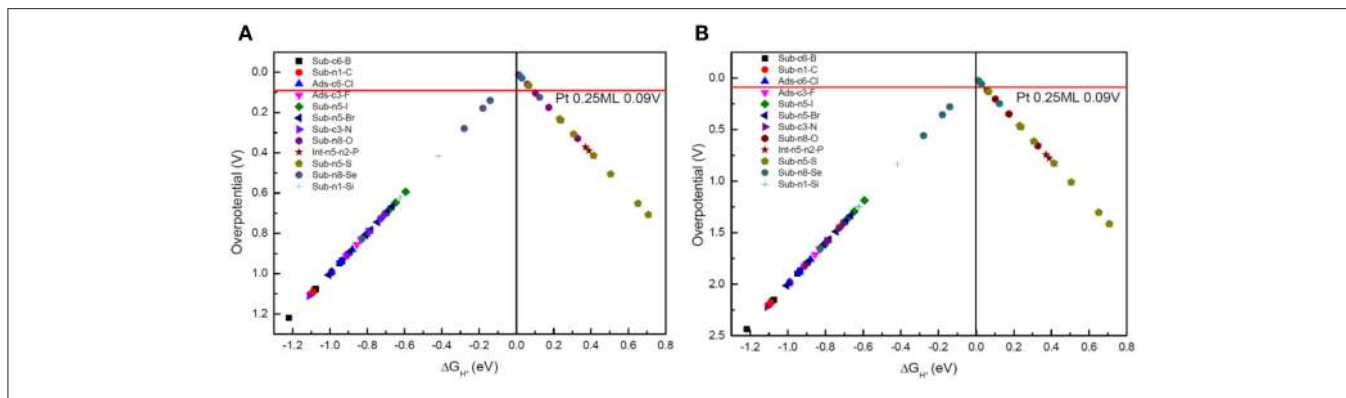 A
0.0
0.2
0.4
0.6
0.8
1.0
1.2
Overpotential (V)
Sub-c6-B
Sub-n1-C
Ads-c6-Cl
Ads-c3-F
Sub-n5-I
Sub-n5-Br
Sub-c3-N
Sub-n8-O
Int-n5-n2-P
Sub-n5-S
Sub-n8-Se
Sub-n1-Si
Pt 0.25ML 0.09V
-1.2 -1.0 -0.8 -0.6 -0.4 -0.2 0.0 0.2 0.4 0.6 0.8
ΔG_H* (eV)
B
0.0
0.5
1.0
1.5
2.0
2.5
Overpotential (V)
Sub-c6-B
Sub-n1-C
Ads-c6-Cl
Ads-c3-F
Sub-n5-I
Sub-n5-Br
Sub-c3-N
Sub-n8-O
Int-n5-n2-P
Sub-n5-S
Sub-n8-Se
Sub-n1-Si
Pt 0.25ML 0.09V
-1.2 -1.0 -0.8 -0.6 -0.4 -0.2 0.0 0.2 0.4 0.6 0.8
ΔG_H* (eV)